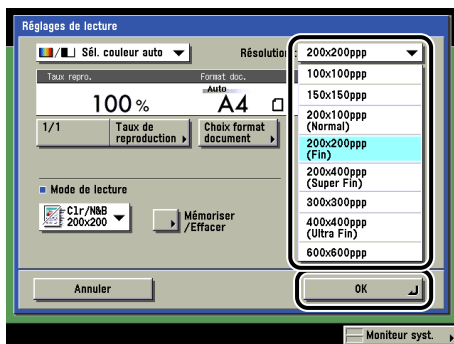 Réglages de lecture
Sél. couleur auto
Résolution :
200x200ppp
Taux repro.
Format doc.
100 %
Auto
A4
1/1
Taux de
reproduction
Choix format
document
Mode de lecture
Clr/N&B
200x200
Mémoriser
/Effacer
100x100ppp
150x150ppp
200x100ppp
(Normal)
200x200ppp
(Fin)
200x400ppp
(Super Fin)
300x300ppp
400x400ppp
(Ultra Fin)
600x600ppp
Annuler
OK
Moniteur syst.